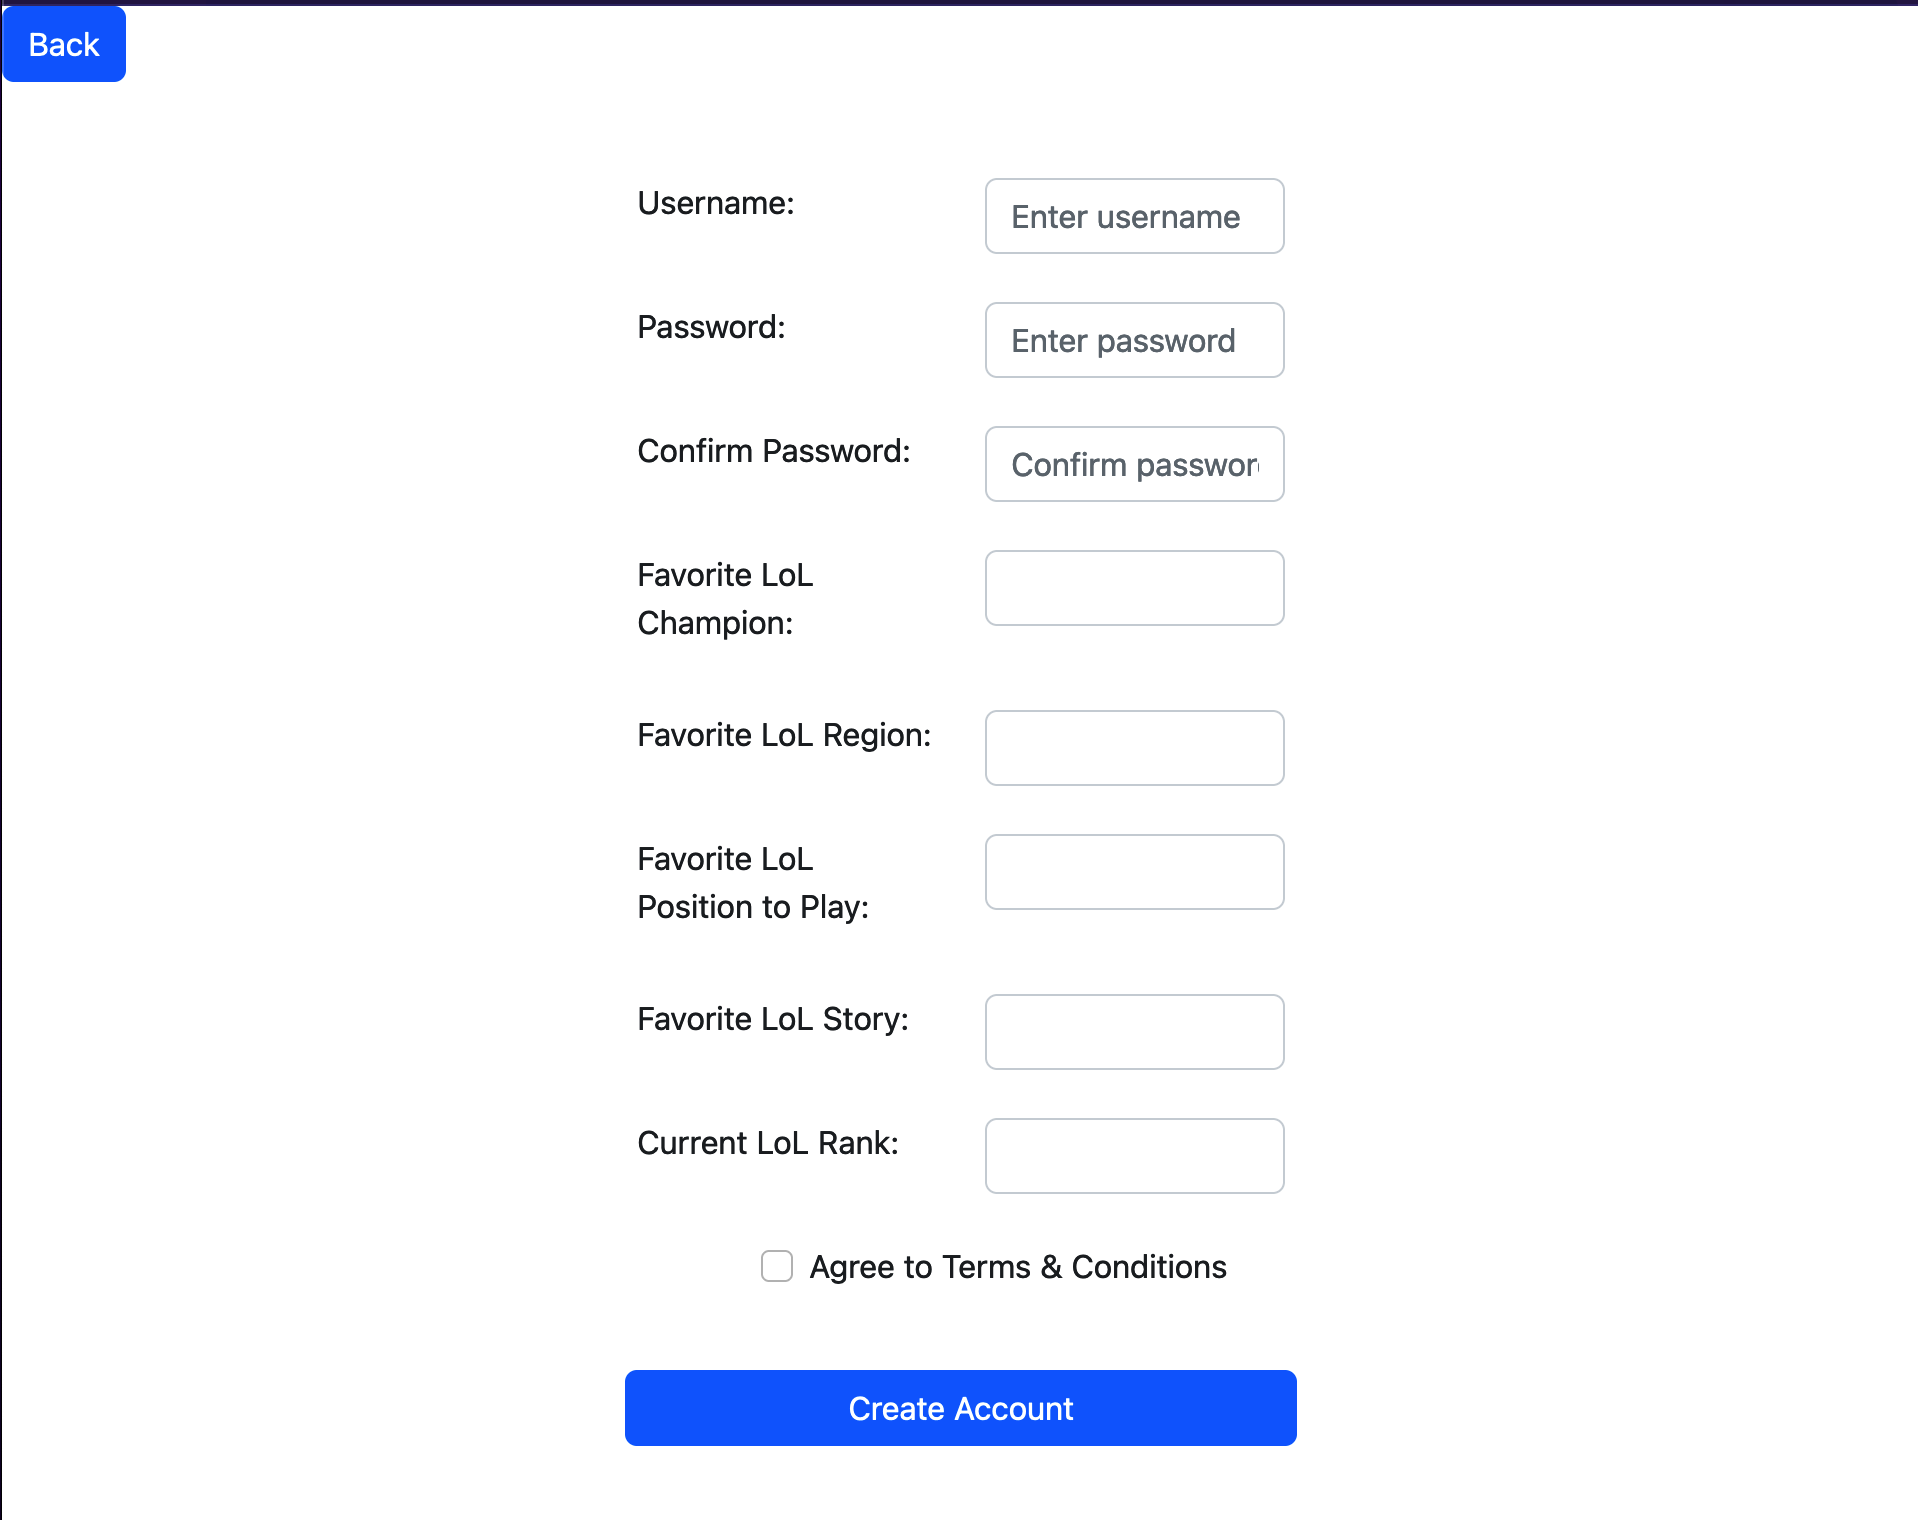 Back
Username:
Enter username
Password:
Enter password
Confirm Password:
Confirm passwor
Favorite LoL
Champion:
Favorite LoL Region:
Favorite LoL
Position to Play:
Favorite LoL Story:
Current LoL Rank:
Agree to Terms & Conditions
Create Account